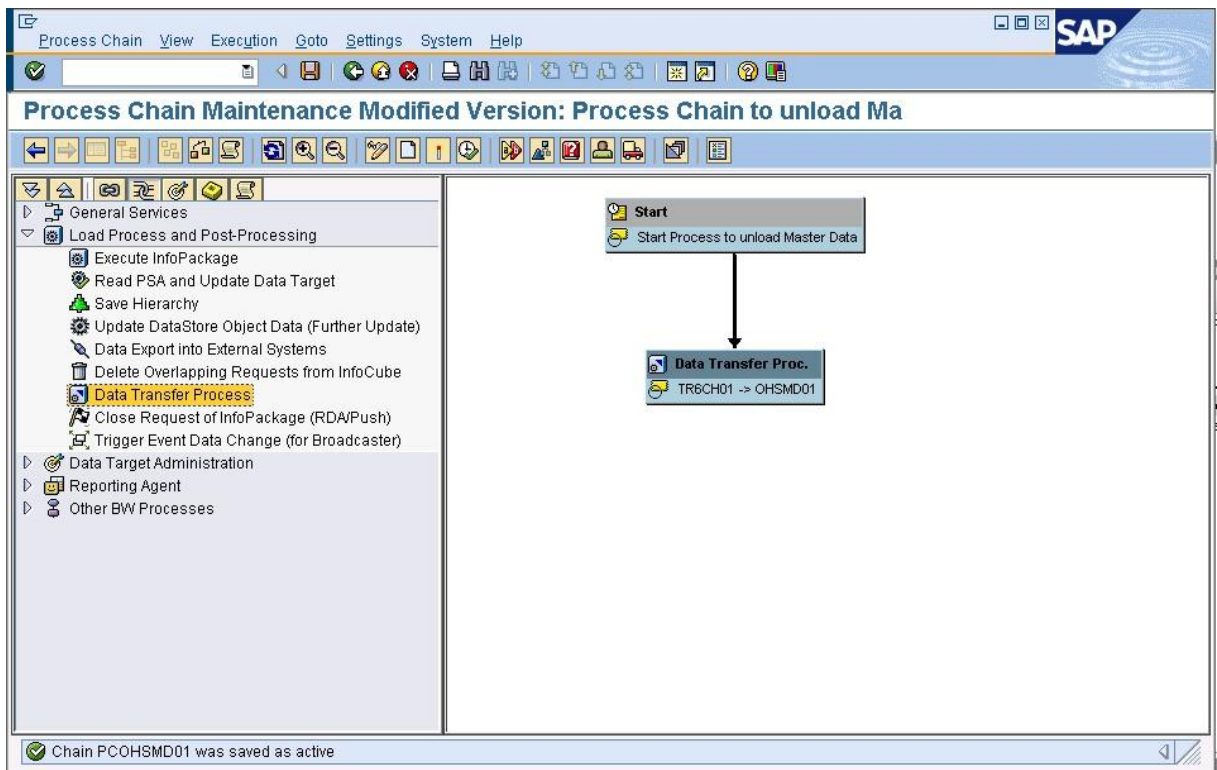 Process Chain View Execution Goto Settings System Help
SAP
Process Chain Maintenance Modified Version: Process Chain to unload Ma
General Services
Load Process and Post-Processing
Execute InfoPackage
Read PSA and Update Data Target
Save Hierarchy
Update DataStore Object Data (Further Update)
Data Export into External Systems
Delete Overlapping Requests from InfoCube
Data Transfer Process
Close Request of InfoPackage (RDA/Push)
Trigger Event Data Change (for Broadcaster)
Data Target Administration
Reporting Agent
Other BW Processes
Start
Start Process to unload Master Data
Data Transfer Proc.
TR6CH01 -> OHSMD01
Chain PCOHSMD01 was saved as active